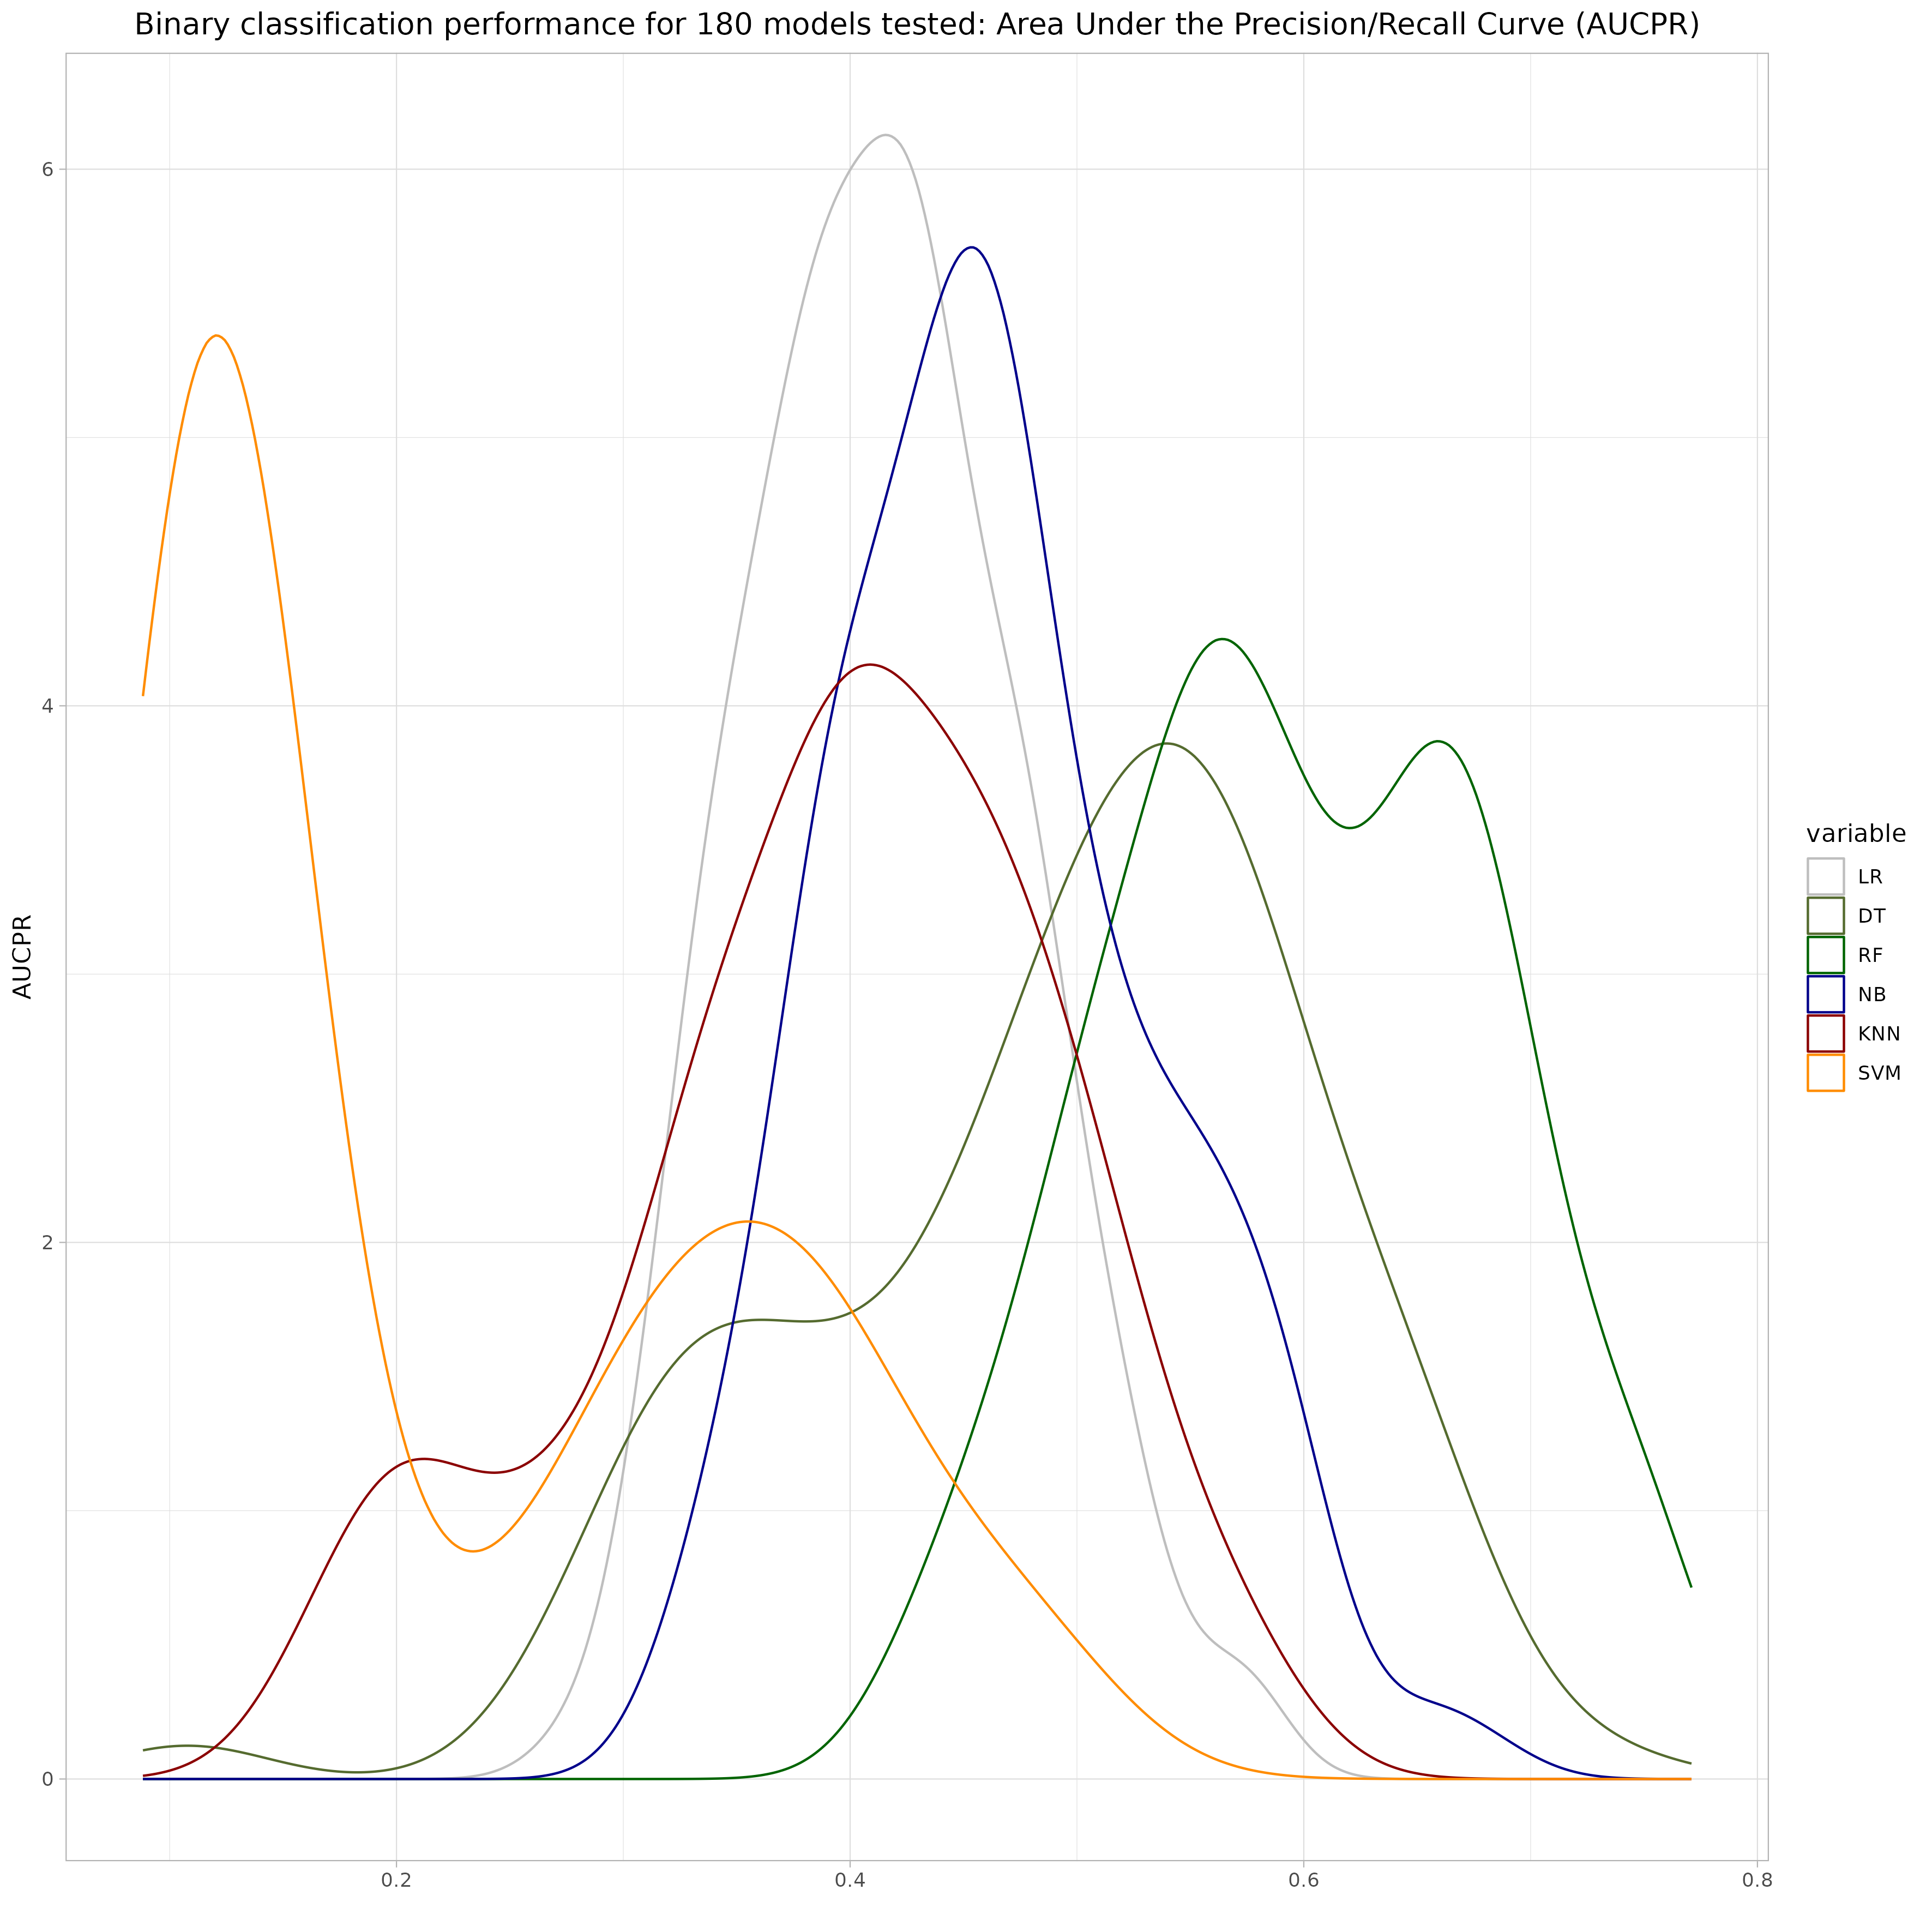 Binary classification performance for 180 models tested: Area Under the Precision/Recall Curve (AUCPR)
AUCPR
6
4
2
0
0.2 0.4 0.6 0.8
variable
LR
DT
RF
NB
KNN
SVM